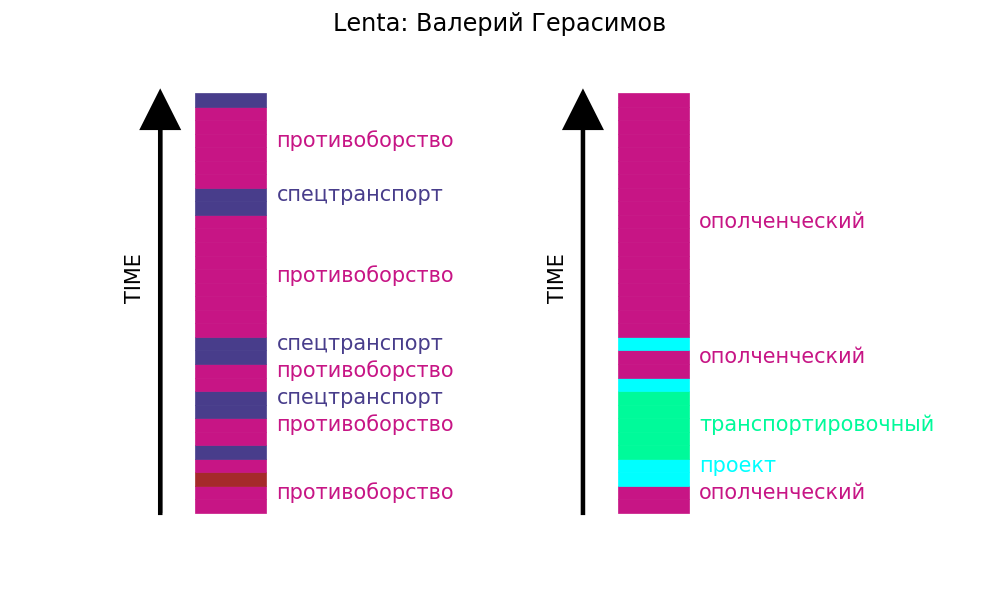 Lenta: Валерий Герасимов
TIME
противоборство
спецтранспорт
противоборство
спецтранспорт
противоборство
спецтранспорт
противоборство
противоборство
TIME
ополченческий
ополченческий
транспортировочный
проект
ополченческий